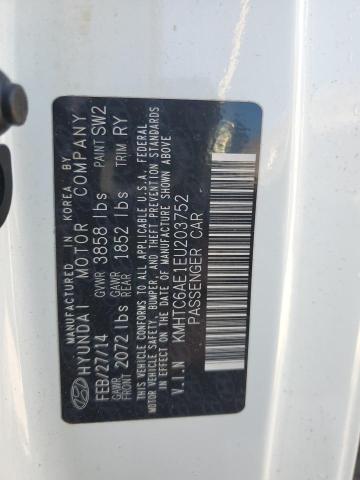 MANUFACTURED IN KOREA BY
HYUNDAI MOTOR COMPANY
FEB/27/14 GVWR 3858 lbs PAINT SW2
GAWR FRONT 2072 lbs GAWR REAR 1852 lbs TRIM RY
THIS VEHICLE CONFORMS TO ALL APPLICABLE U.S.A. FEDERAL
MOTOR VEHICLE SAFETY, BUMPER, AND THEFT PREVENTION STANDARDS
IN EFFECT ON THE DATE OF MANUFACTURE SHOWN ABOVE.
V.I.N KMHTC6AE1EU203752
PASSENGER CAR